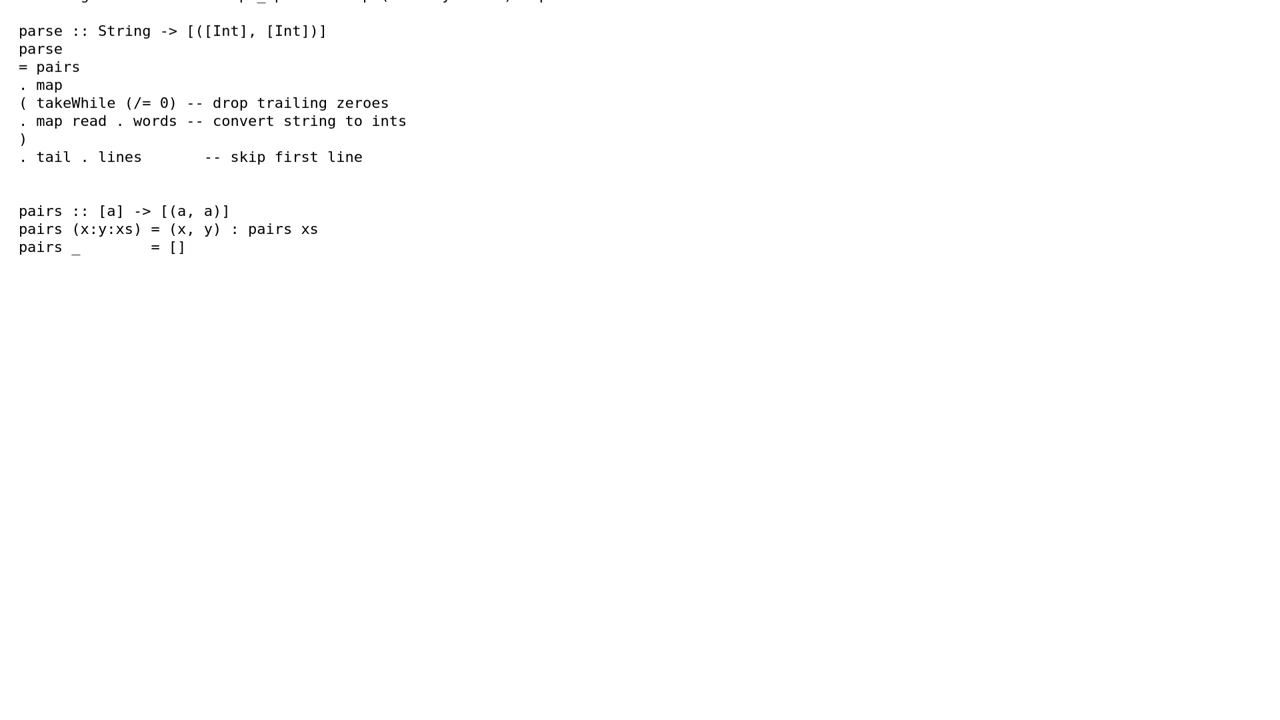 parse :: String -> [([Int], [Int])]
parse
= pairs
. map
( takeWhile (/= 0) -- drop trailing zeroes
. map read . words -- convert string to ints
)
. tail . lines       -- skip first line
pairs :: [a] -> [(a, a)]
pairs (x:y:xs) = (x, y) : pairs xs
pairs _        = []